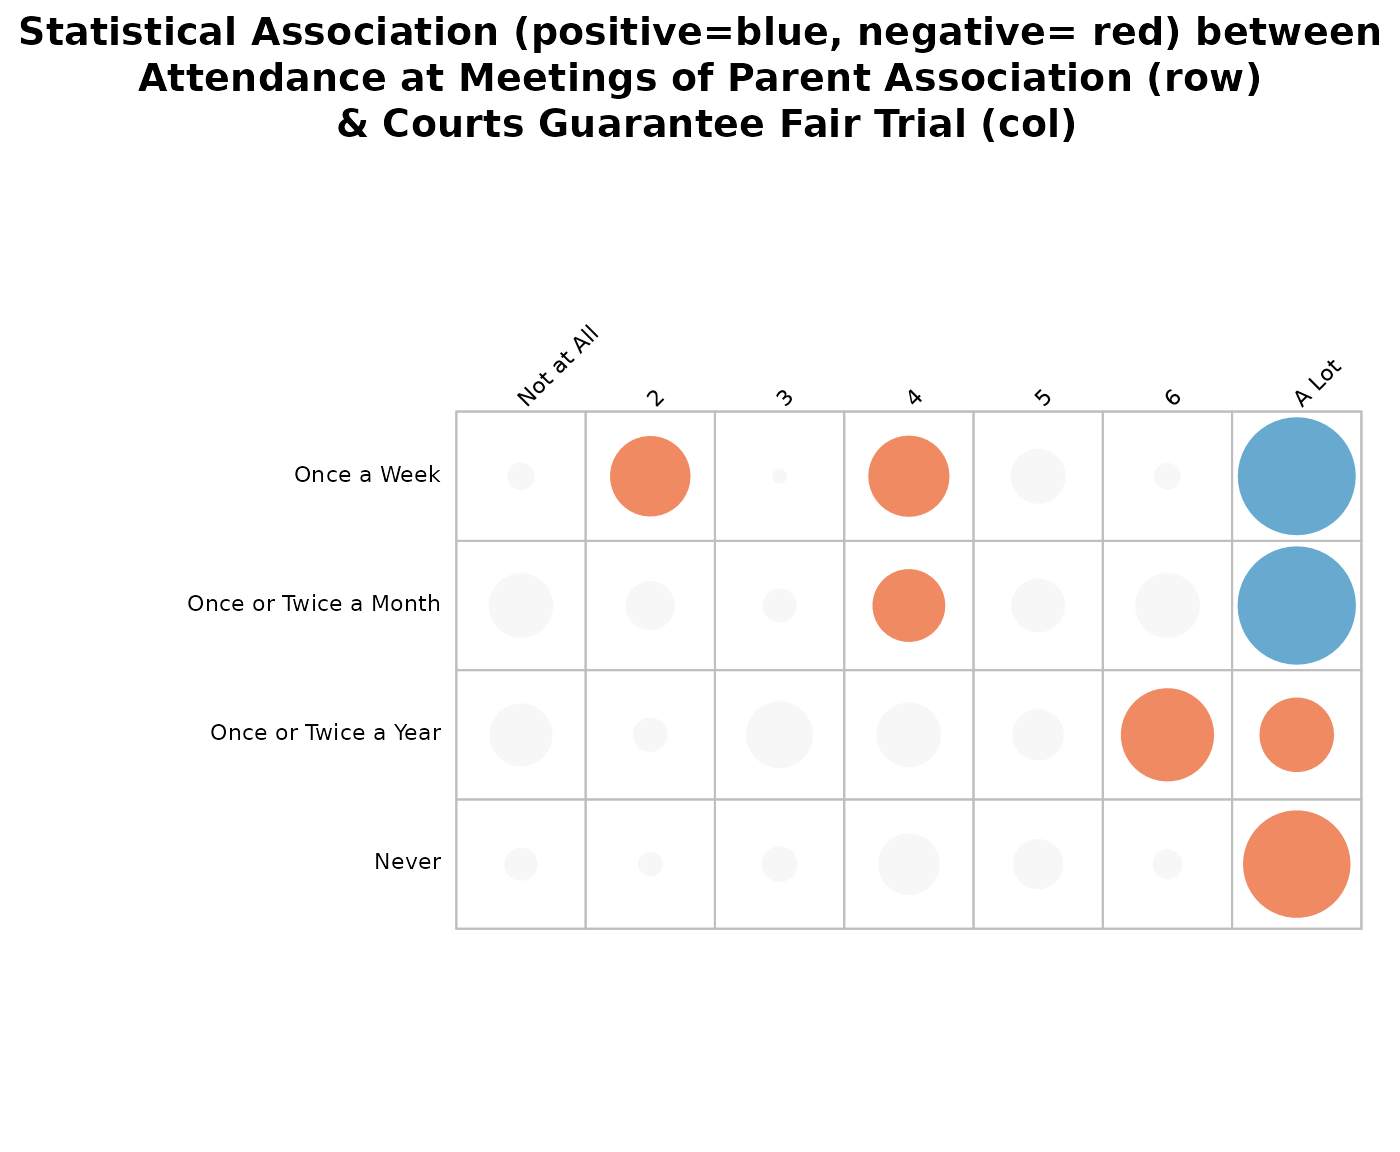 Statistical Association (positive=blue, negative= red) between
Attendance at Meetings of Parent Association (row)
& Courts Guarantee Fair Trial (col)
Not at All
2
3
4
5
6
A Lot
Once a Week
Once or Twice a Month
Once or Twice a Year
Never